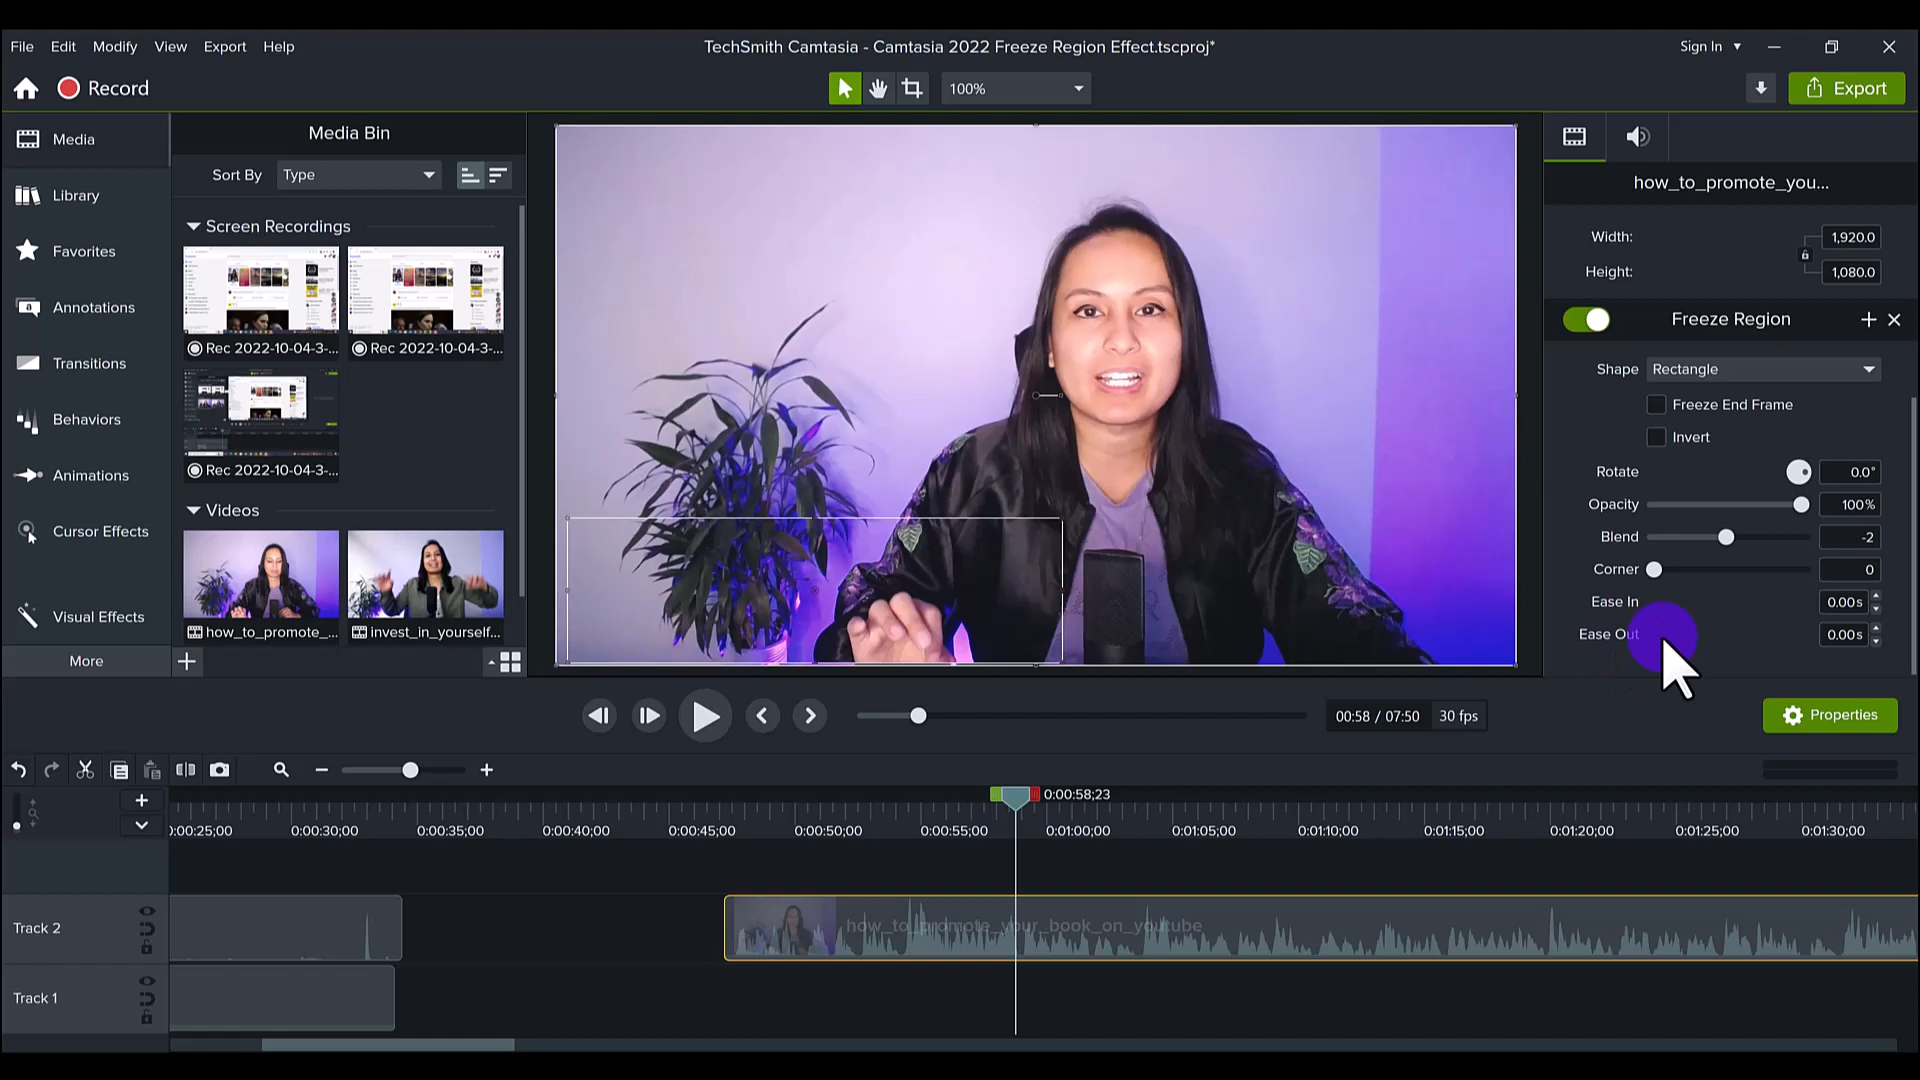 File Edit Modify View Export Help
TechSmith Camtasia - Camtasia 2022 Freeze Region Effect.tscproj*
Sign In
Record
100%
Export
Media
Library
Favorites
Annotations
Transitions
Behaviors
Animations
Cursor Effects
Visual Effects
More
Media Bin
Sort By Type
Screen Recordings
Rec 2022-10-04-3-...
Rec 2022-10-04-3-...
Rec 2022-10-04-3-...
Videos
how_to_promote_...
invest_in_yourself...
how_to_promote_you...
Width: 1,920.0
Height: 1,080.0
Freeze Region
Shape Rectangle
Freeze End Frame
Invert
Rotate 0.0°
Opacity 100%
Blend -2
Corner 0
Ease In 0.00s
Ease Out 0.00s
00:58 / 07:50 30 fps
Properties
0:00:58;23
0:00:25;00 0:00:30;00 0:00:35;00 0:00:40;00 0:00:45;00 0:00:50;00 0:00:55;00 0:01:00;00 0:01:05;00 0:01:10;00 0:01:15;00 0:01:20;00 0:01:25;00 0:01:30;00
Track 2
how_to_promote_your_book_on_youtube
Track 1